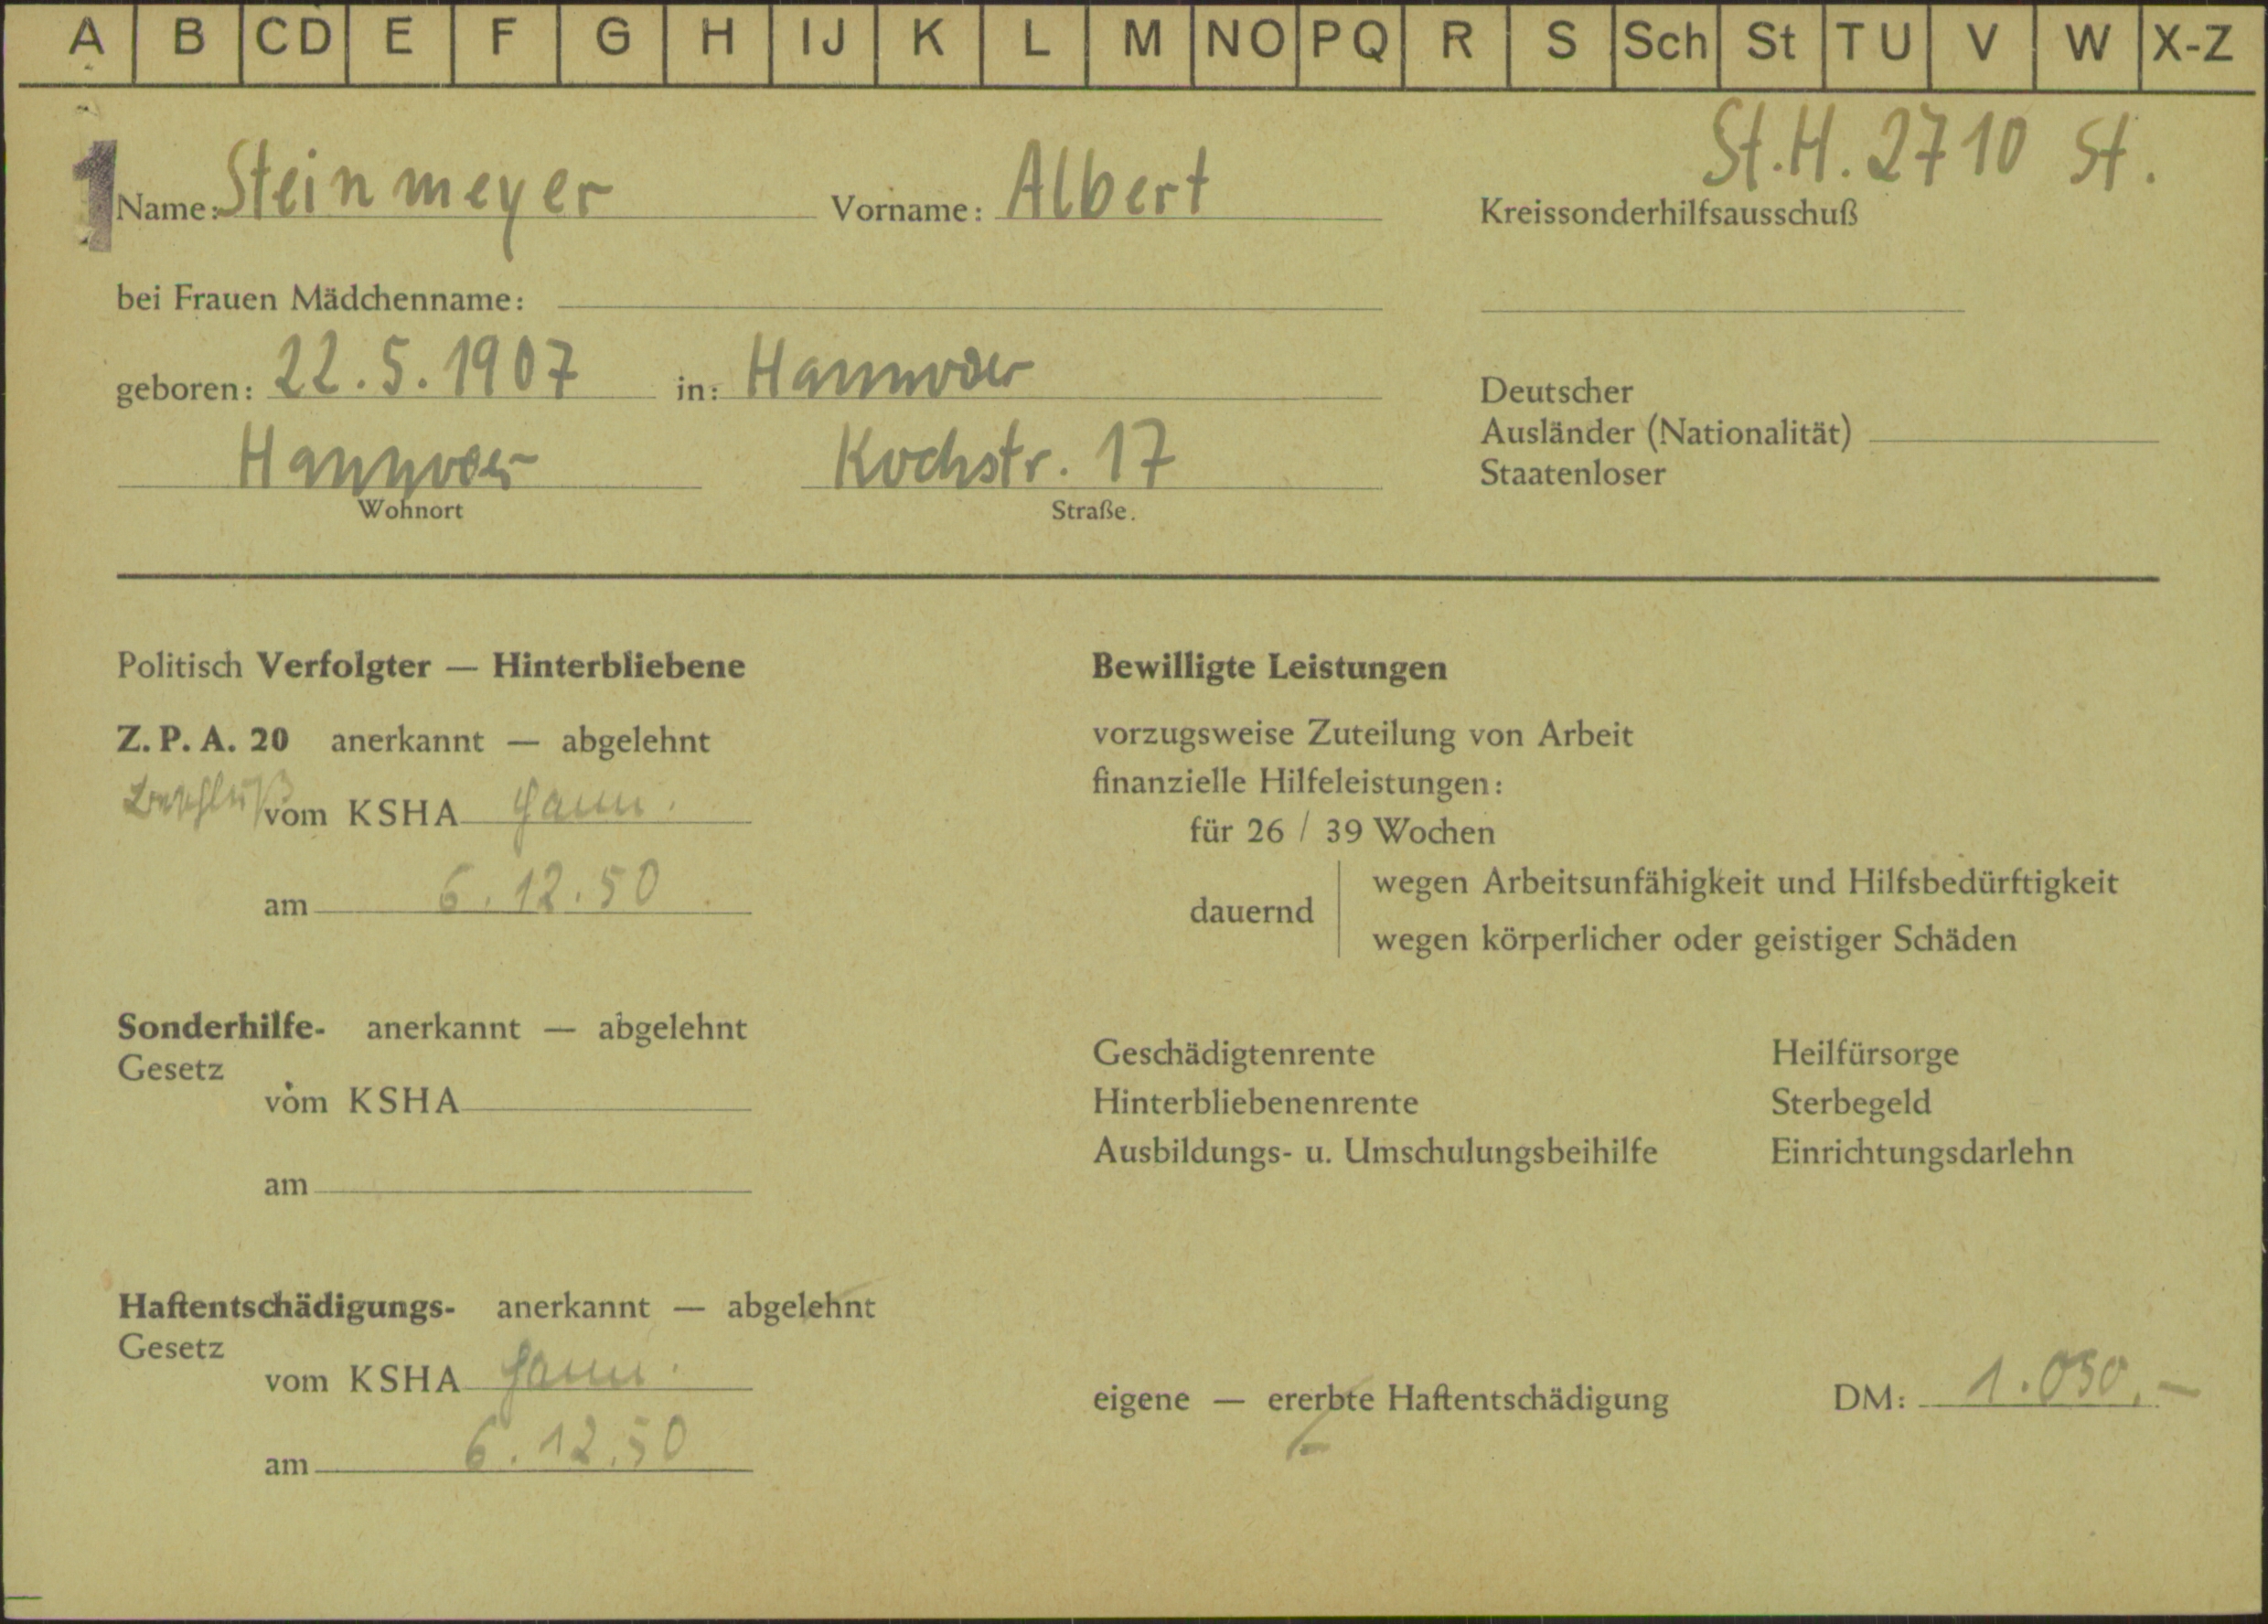 A B CD E F G H IJ K L M NO PQ R S Sch St TU V W X-Z
St.H. 2710 St.
1 Name: Steinmeyer Vorname: Albert Kreissonderhilfsausschuß
bei Frauen Mädchenname:
geboren: 22.5.1907 in: Hannover Deutscher
Ausländer (Nationalität)
Hannover Kochstr. 17 Staatenloser
Wohnort Straße.
Politisch Verfolgter — Hinterbliebene
Z. P. A. 20 anerkannt — abgelehnt
Beschluß vom KSHA Hann.
am 6.12.50
Sonderhilfe- anerkannt — abgelehnt
Gesetz
vom KSHA
am
Haftentschädigungs- anerkannt — abgelehnt
Gesetz
vom KSHA Hann.
am 6.12.50
Bewilligte Leistungen
vorzugsweise Zuteilung von Arbeit
finanzielle Hilfeleistungen:
für 26 / 39 Wochen
dauernd wegen Arbeitsunfähigkeit und Hilfsbedürftigkeit
wegen körperlicher oder geistiger Schäden
Geschädigtenrente Heilfürsorge
Hinterbliebenenrente Sterbegeld
Ausbildungs- u. Umschulungsbeihilfe Einrichtungsdarlehn
eigene — ererbte Haftentschädigung DM: 1.050.-